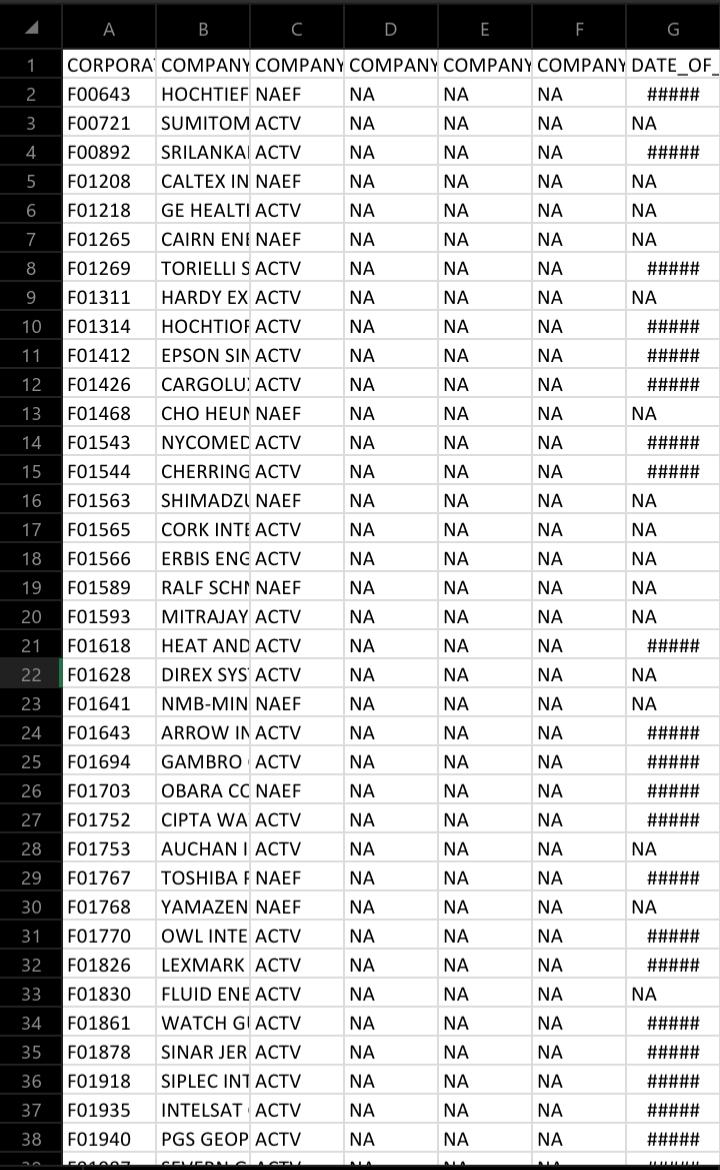 A B C D E F G
1 CORPORA COMPANY COMPANY COMPANY COMPANY COMPANY DATE_OF_
2 F00643 HOCHTIEF NAEF NA NA NA #####
3 F00721 SUMITOM ACTV NA NA NA NA
4 F00892 SRILANKA ACTV NA NA NA #####
5 F01208 CALTEX IN NAEF NA NA NA NA
6 F01218 GE HEALT ACTV NA NA NA NA
7 F01265 CAIRN ENE NAEF NA NA NA NA
8 F01269 TORIELLI S ACTV NA NA NA #####
9 F01311 HARDY EX ACTV NA NA NA NA
10 F01314 HOCHTIOF ACTV NA NA NA #####
11 F01412 EPSON SIN ACTV NA NA NA #####
12 F01426 CARGOLUX ACTV NA NA NA #####
13 F01468 CHO HEUN NAEF NA NA NA NA
14 F01543 NYCOMED ACTV NA NA NA #####
15 F01544 CHERRING ACTV NA NA NA #####
16 F01563 SHIMADZU NAEF NA NA NA NA
17 F01565 CORK INTE ACTV NA NA NA NA
18 F01566 ERBIS ENG ACTV NA NA NA NA
19 F01589 RALF SCHN NAEF NA NA NA NA
20 F01593 MITRAJAY ACTV NA NA NA NA
21 F01618 HEAT AND ACTV NA NA NA #####
22 F01628 DIREX SYS ACTV NA NA NA NA
23 F01641 NMB-MIN NAEF NA NA NA NA
24 F01643 ARROW IN ACTV NA NA NA #####
25 F01694 GAMBRO ACTV NA NA NA #####
26 F01703 OBARA CO NAEF NA NA NA #####
27 F01752 CIPTA WA ACTV NA NA NA #####
28 F01753 AUCHAN I ACTV NA NA NA NA
29 F01767 TOSHIBA P NAEF NA NA NA #####
30 F01768 YAMAZEN NAEF NA NA NA NA
31 F01770 OWL INTE ACTV NA NA NA #####
32 F01826 LEXMARK ACTV NA NA NA #####
33 F01830 FLUID ENE ACTV NA NA NA NA
34 F01861 WATCH GU ACTV NA NA NA #####
35 F01878 SINAR JER ACTV NA NA NA #####
36 F01918 SIPLEC INT ACTV NA NA NA #####
37 F01935 INTELSAT ACTV NA NA NA #####
38 F01940 PGS GEOP ACTV NA NA NA #####